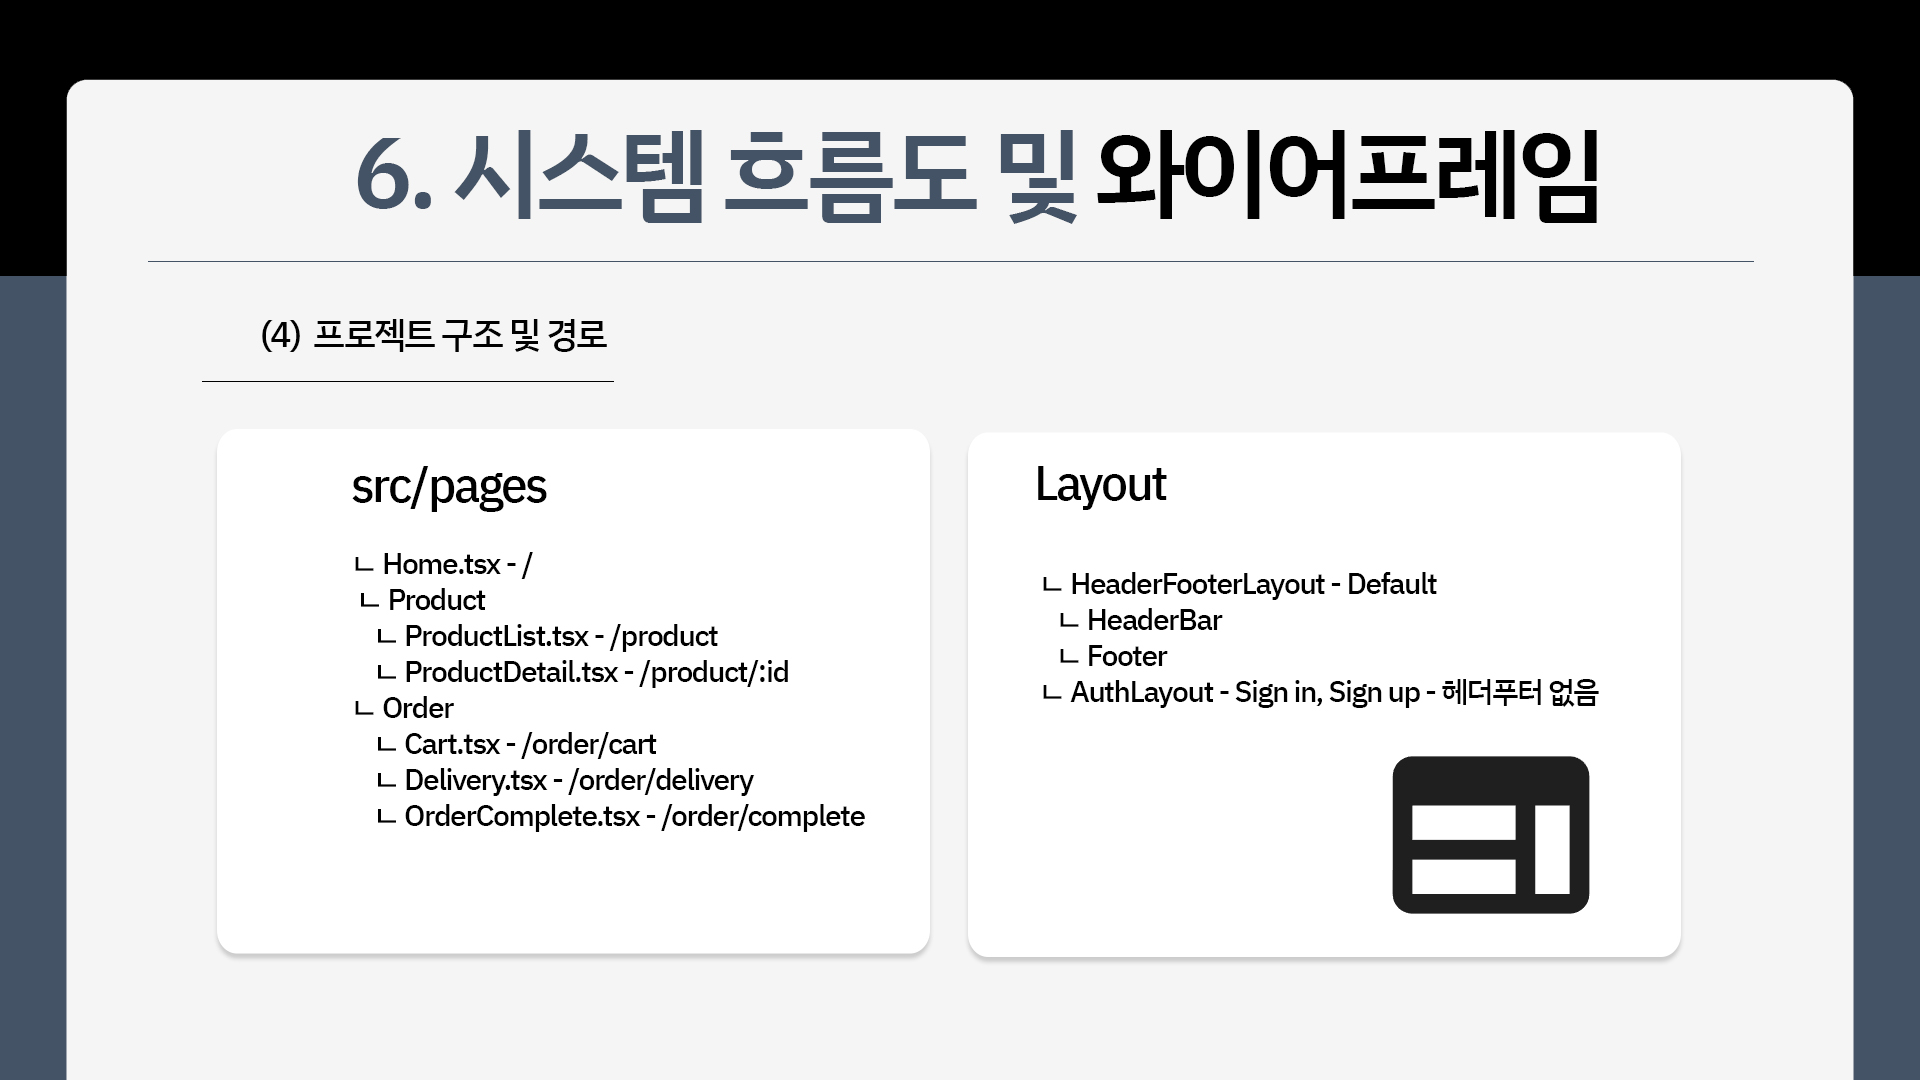 6. 시스템 흐름도 및 와이어프레임
(4) 프로젝트 구조 및 경로
src/pages
ㄴ Home.tsx - /
ㄴ Product
ㄴ ProductList.tsx - /product
ㄴ ProductDetail.tsx - /product/:id
ㄴ Order
ㄴ Cart.tsx - /order/cart
ㄴ Delivery.tsx - /order/delivery
ㄴ OrderComplete.tsx - /order/complete
Layout
ㄴ HeaderFooterLayout - Default
ㄴ HeaderBar
ㄴ Footer
ㄴ AuthLayout - Sign in, Sign up - 헤더푸터 없음